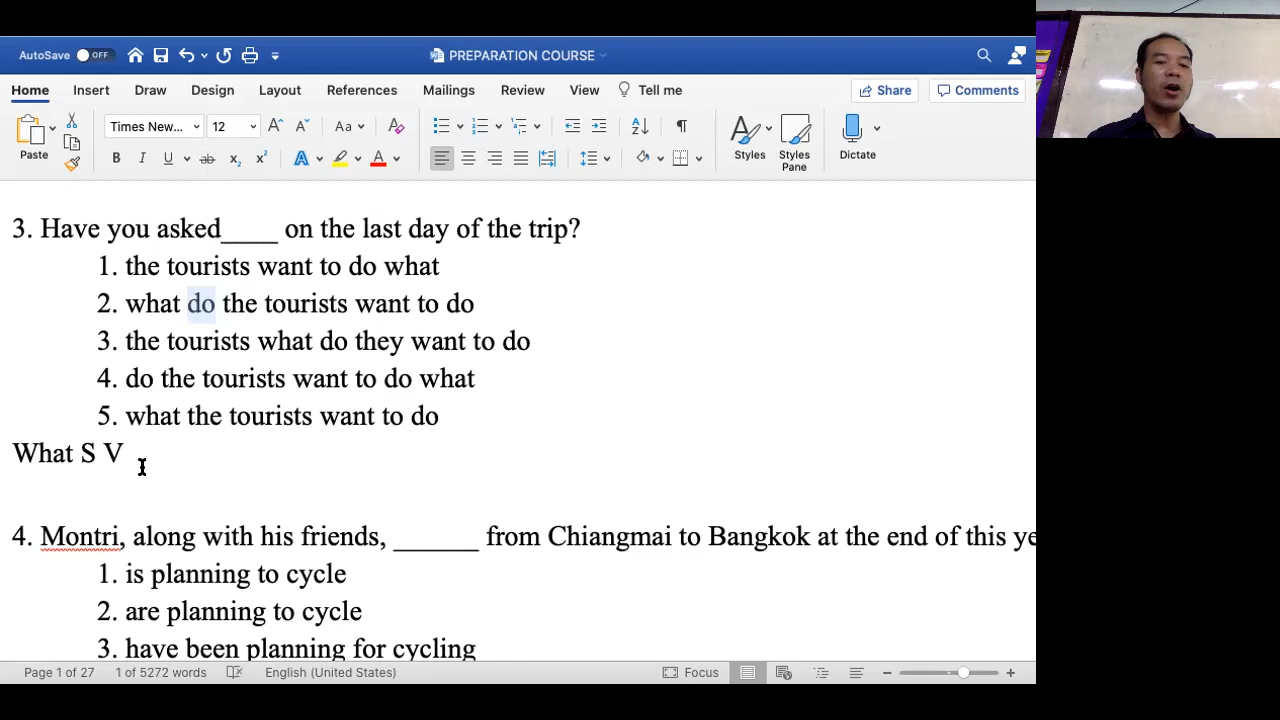 AutoSave OFF PREPARATION COURSE
Home Insert Draw Design Layout References Mailings Review View Tell me Share Comments
Paste Times New... 12 Aa Styles Styles Pane Dictate
3. Have you asked____ on the last day of the trip?
1. the tourists want to do what
2. what do the tourists want to do
3. the tourists what do they want to do
4. do the tourists want to do what
5. what the tourists want to do
What S V
4. Montri, along with his friends, ______ from Chiangmai to Bangkok at the end of this ye
1. is planning to cycle
2. are planning to cycle
3. have been planning for cycling
Page 1 of 27 1 of 5272 words English (United States) Focus